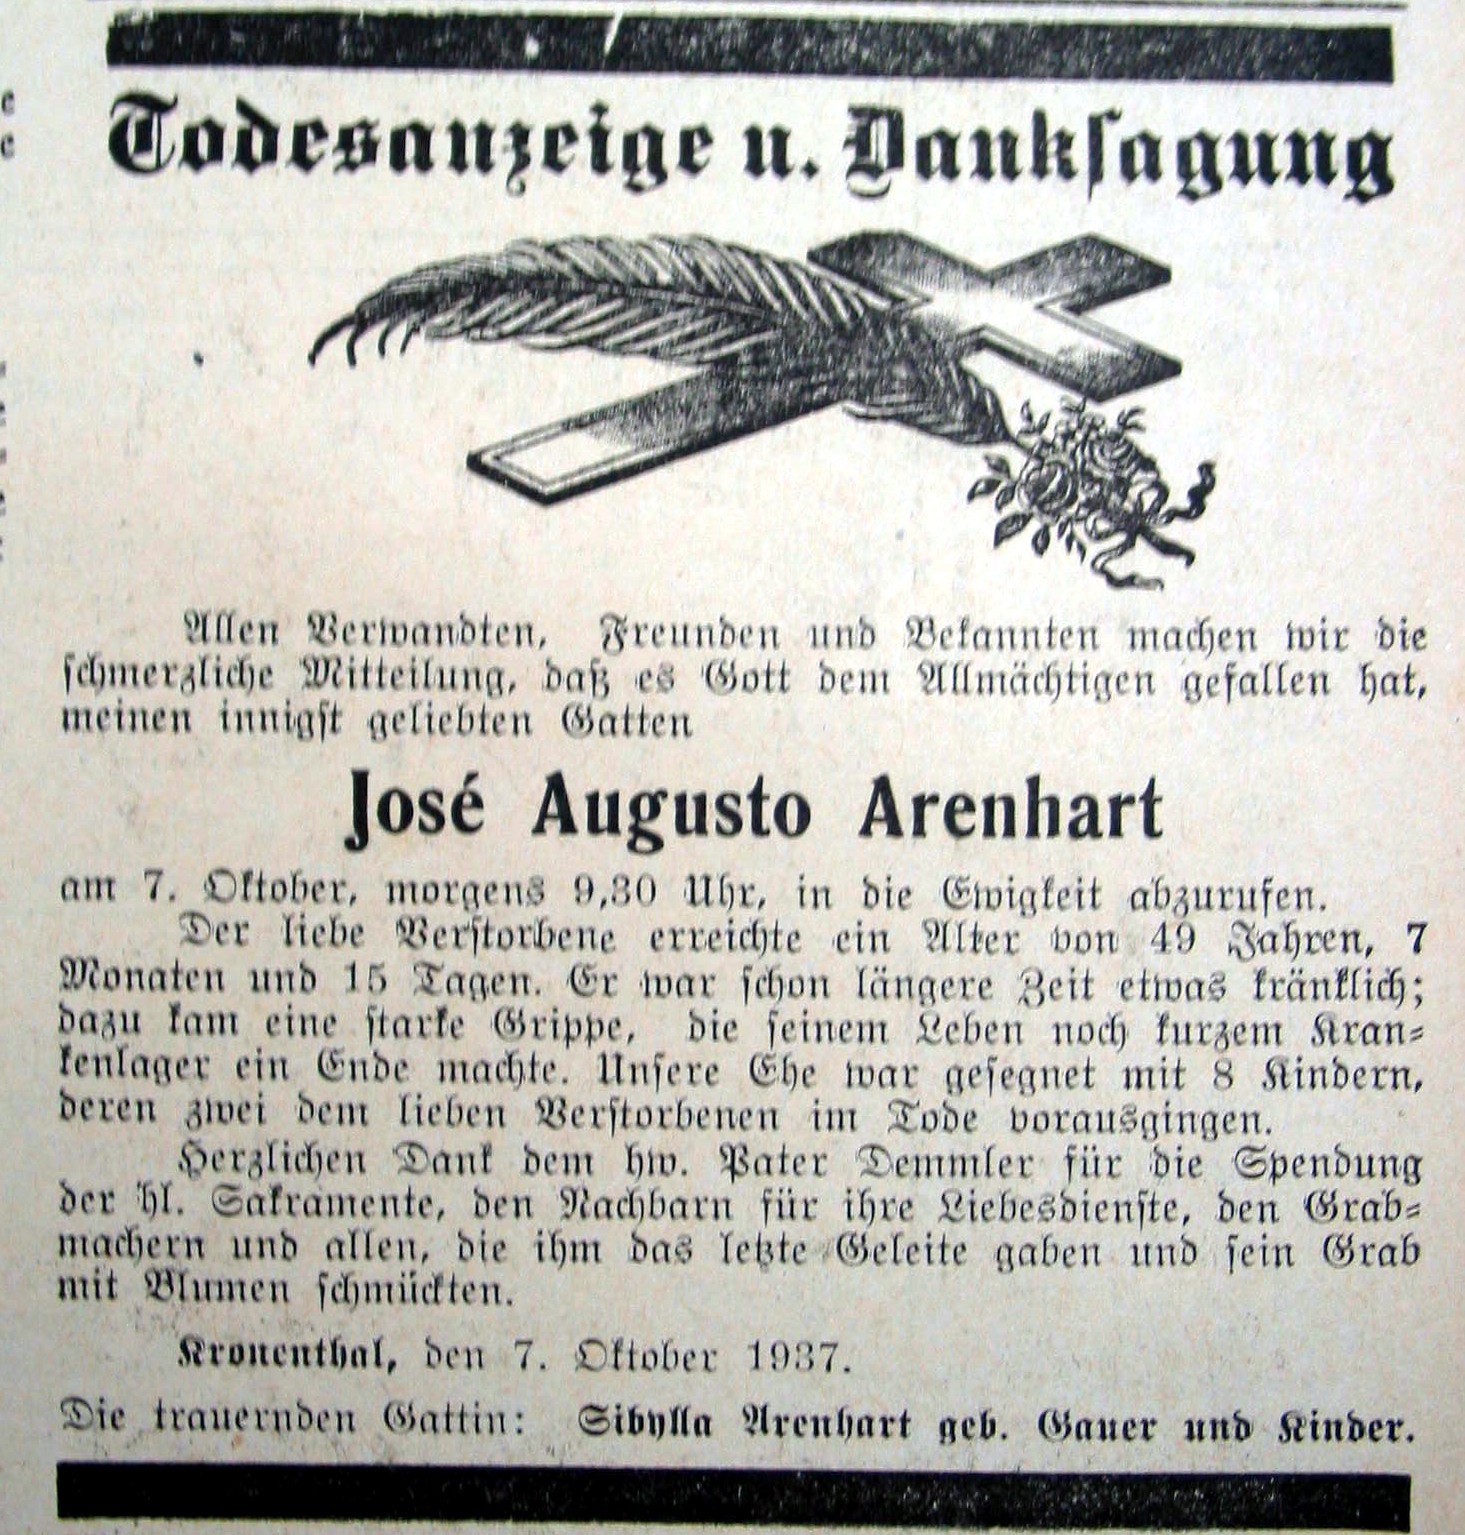 Todesanzeige u. Danksagung
Allen Verwandten, Freunden und Bekannten machen wir die
schmerzliche Mitteilung, daß es Gott dem Allmächtigen gefallen hat,
meinen innigst geliebten Gatten
José Augusto Arenhart
am 7. Oktober, morgens 9,30 Uhr, in die Ewigkeit abzurufen.
Der liebe Verstorbene erreichte ein Alter von 49 Jahren, 7
Monaten und 15 Tagen. Er war schon längere Zeit etwas kränklich;
dazu kam eine starke Grippe, die seinem Leben noch kurzem Kran-
kenlager ein Ende machte. Unsere Ehe war gesegnet mit 8 Kindern,
deren zwei dem lieben Verstorbenen im Tode vorausgingen.
Herzlichen Dank dem hw. Pater Demmler für die Spendung
der hl. Sakramente, den Nachbarn für ihre Liebesdienste, den Grab-
machern und allen, die ihm das letzte Geleite gaben und sein Grab
mit Blumen schmückten.
Kronenthal, den 7. Oktober 1937.
Die trauernden Gattin: Sibylla Arenhart geb. Gauer und Kinder.